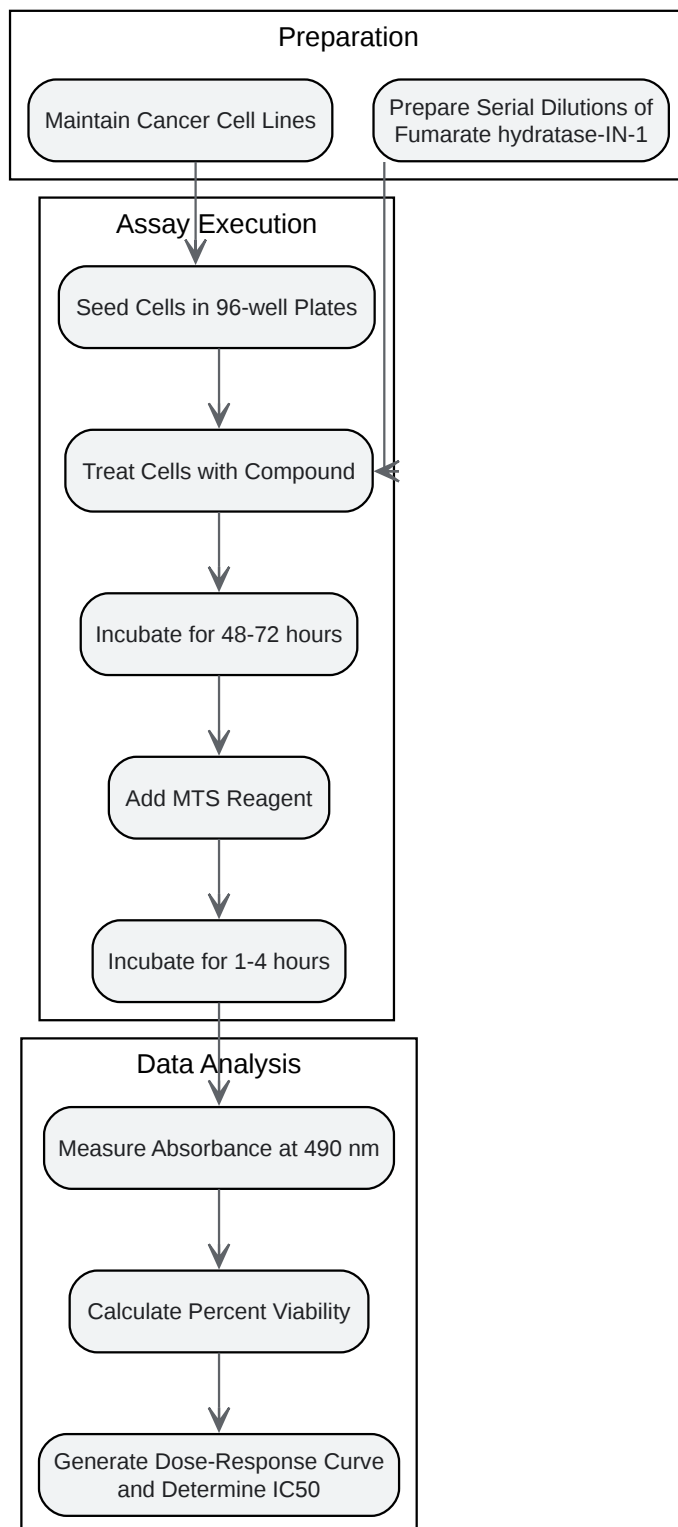 Preparation
Maintain Cancer Cell Lines
Prepare Serial Dilutions of
Fumarate hydratase-IN-1
Assay Execution
Seed Cells in 96-well Plates
Treat Cells with Compound
Incubate for 48-72 hours
Add MTS Reagent
Incubate for 1-4 hours
Data Analysis
Measure Absorbance at 490 nm
Calculate Percent Viability
Generate Dose-Response Curve
and Determine IC50